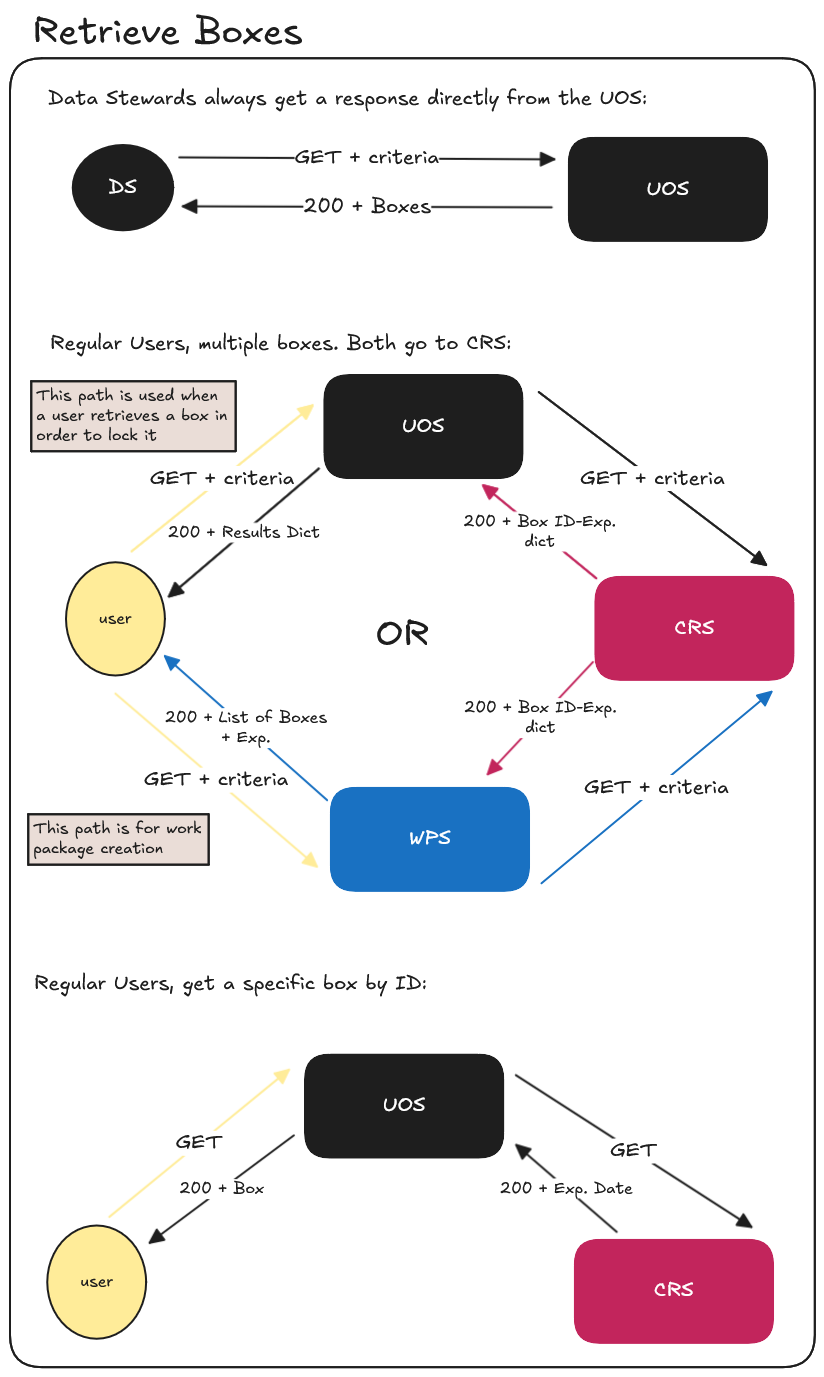 Retrieve Boxes
Data Stewards always get a response directly from the UOS:
DS
GET + criteria
UOS
200 + Boxes
Regular Users, multiple boxes. Both go to CRS:
This path is used when
a user retrieves a box in
order to lock it
UOS
GET + criteria
GET + criteria
200 + Results Dict
200 + Box ID-Exp.
dict
user
OR
CRS
200 + List of Boxes
+ Exp.
200 + Box ID-Exp.
dict
GET + criteria
GET + criteria
This path is for work
package creation
WPS
Regular Users, get a specific box by ID:
UOS
GET
GET
200 + Box
200 + Exp. Date
user
CRS